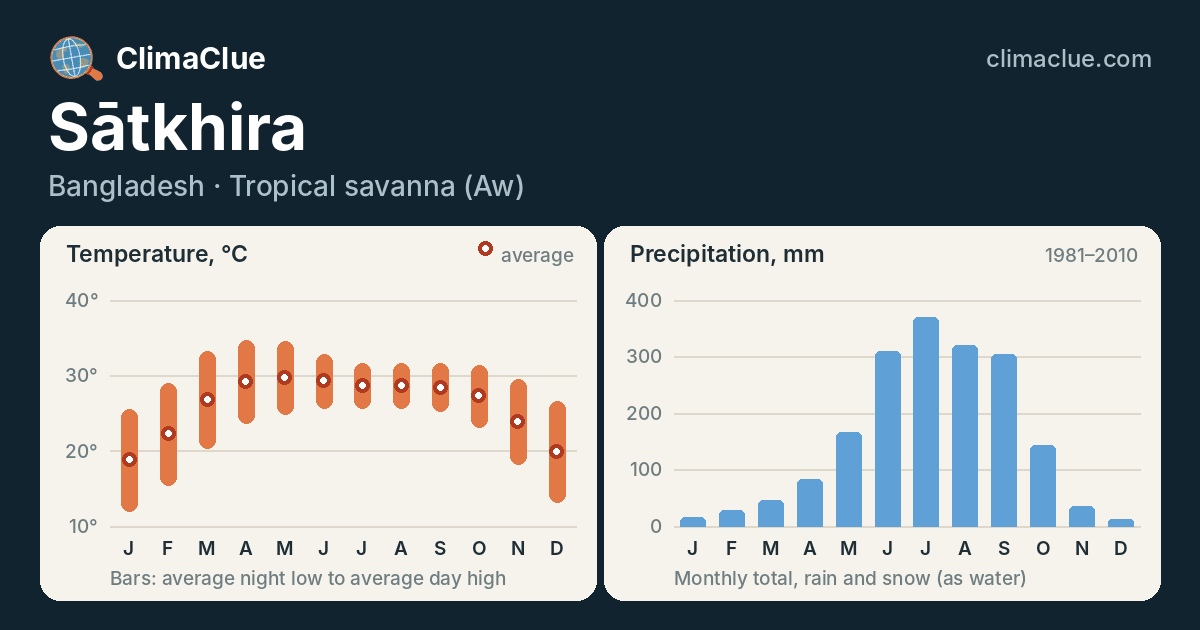 ClimaClue
climaclue.com
Sātkhira
Bangladesh · Tropical savanna (Aw)
Temperature, °C
average
40°
30°
20°
10°
J F M A M J J A S O N D
Bars: average night low to average day high
Precipitation, mm
1981–2010
400
300
200
100
0
J F M A M J J A S O N D
Monthly total, rain and snow (as water)